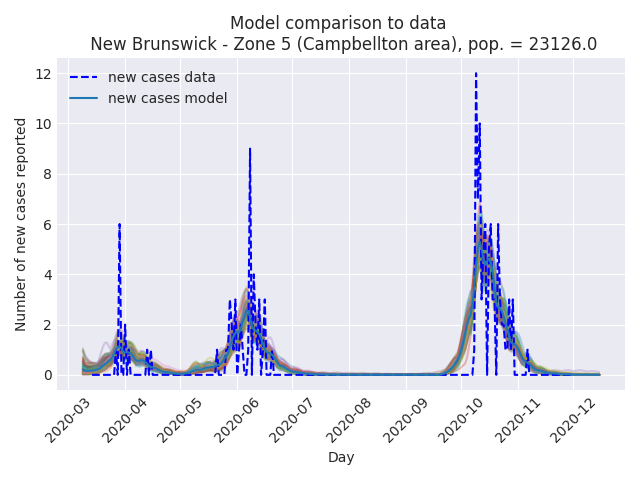 Model comparison to data
New Brunswick - Zone 5 (Campbellton area), pop. = 23126.0
new cases data
new cases model
Number of new cases reported
12
10
8
6
4
2
0
2020-03
2020-04
2020-05
2020-06
2020-07
2020-08
2020-09
2020-10
2020-11
2020-12
Day